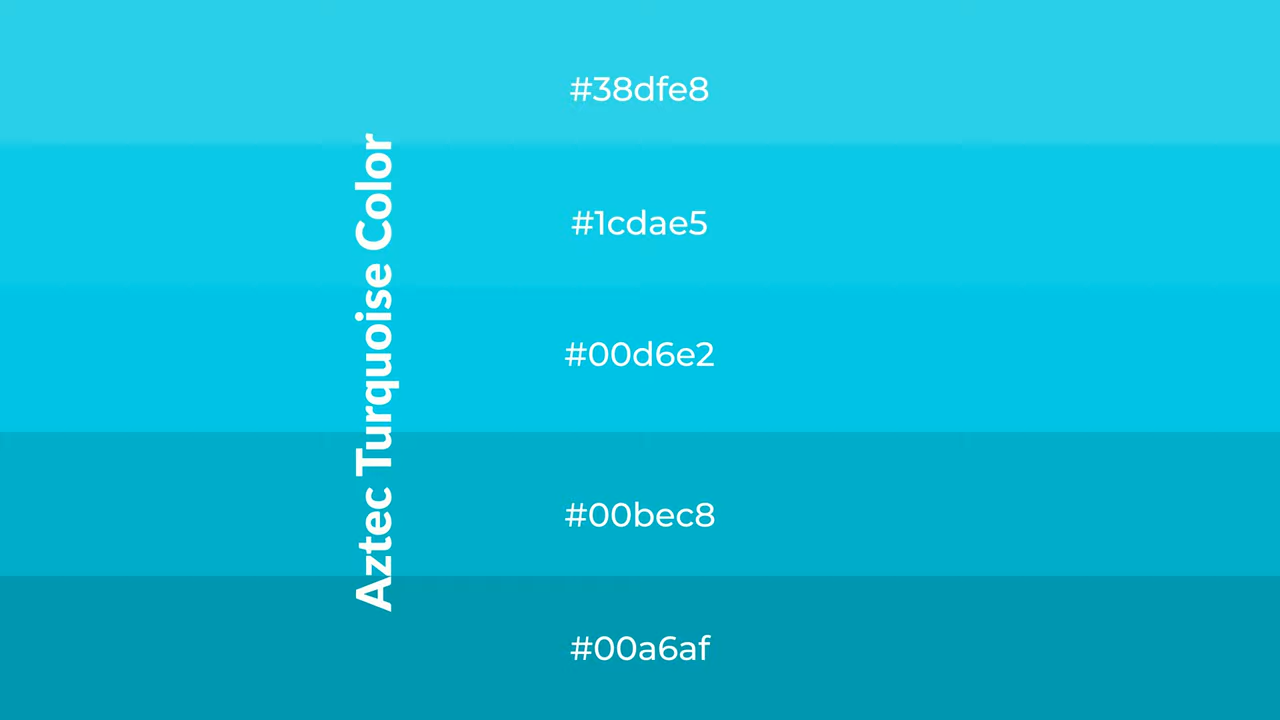 Aztec Turquoise Color
#38dfe8
#1cdae5
#00d6e2
#00bec8
#00a6af